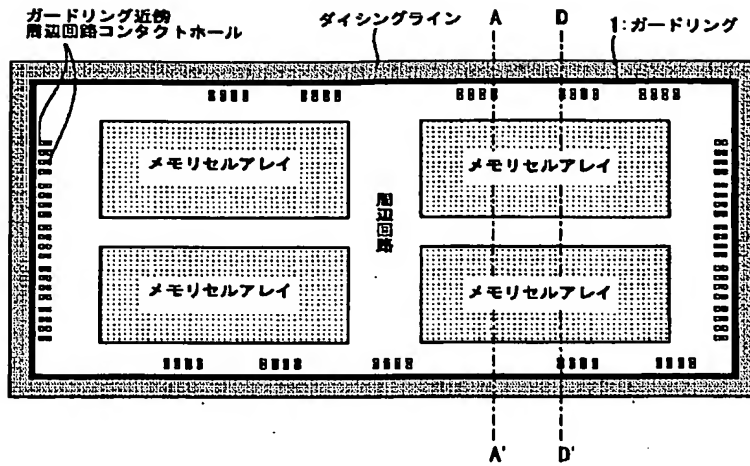 ガードリング近傍
周辺回路コンタクトホール
ダイシングライン
A
D
1:ガードリング
メモリセルアレイ
メモリセルアレイ
周辺回路
メモリセルアレイ
メモリセルアレイ
A'
D'